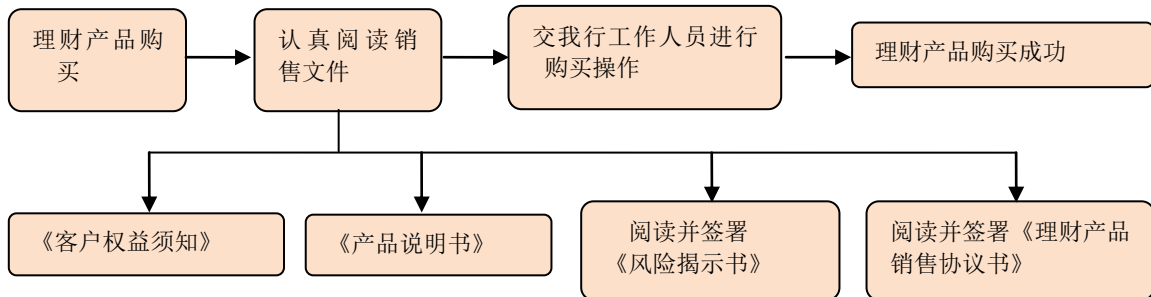 理财产品购
买
认真阅读销
售文件
交我行工作人员进行
购买操作
理财产品购买成功
《客户权益须知》
《产品说明书》
阅读并签署
《风险揭示书》
阅读并签署《理财产品
销售协议书》